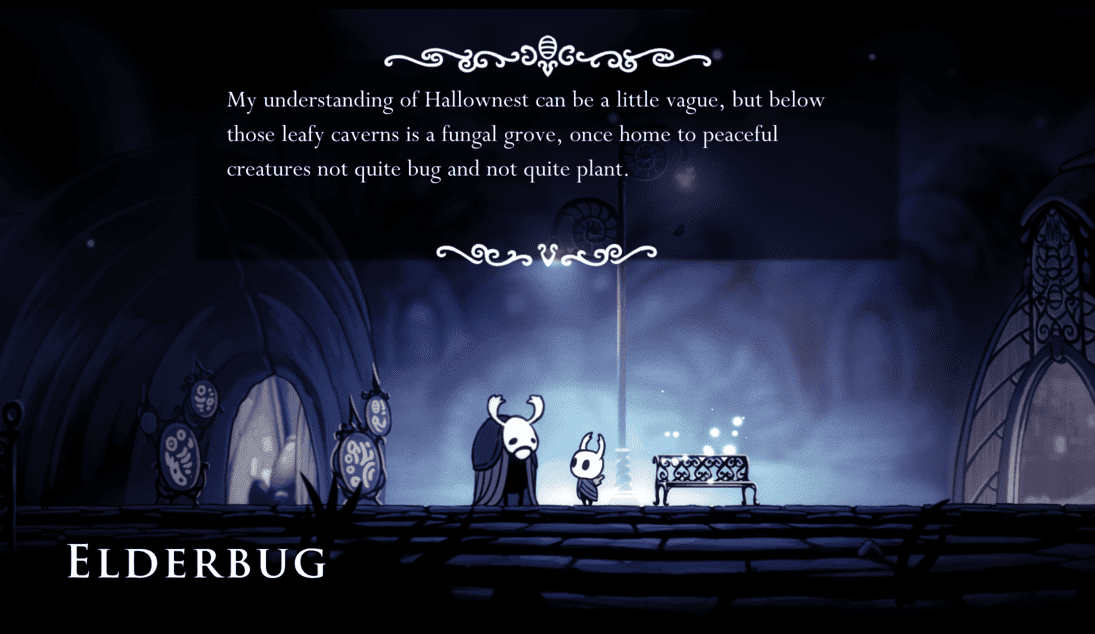 My understanding of Hallownest can be a little vague, but below
those leafy caverns is a fungal grove, once home to peaceful
creatures not quite bug and not quite plant.
ELDERBUG